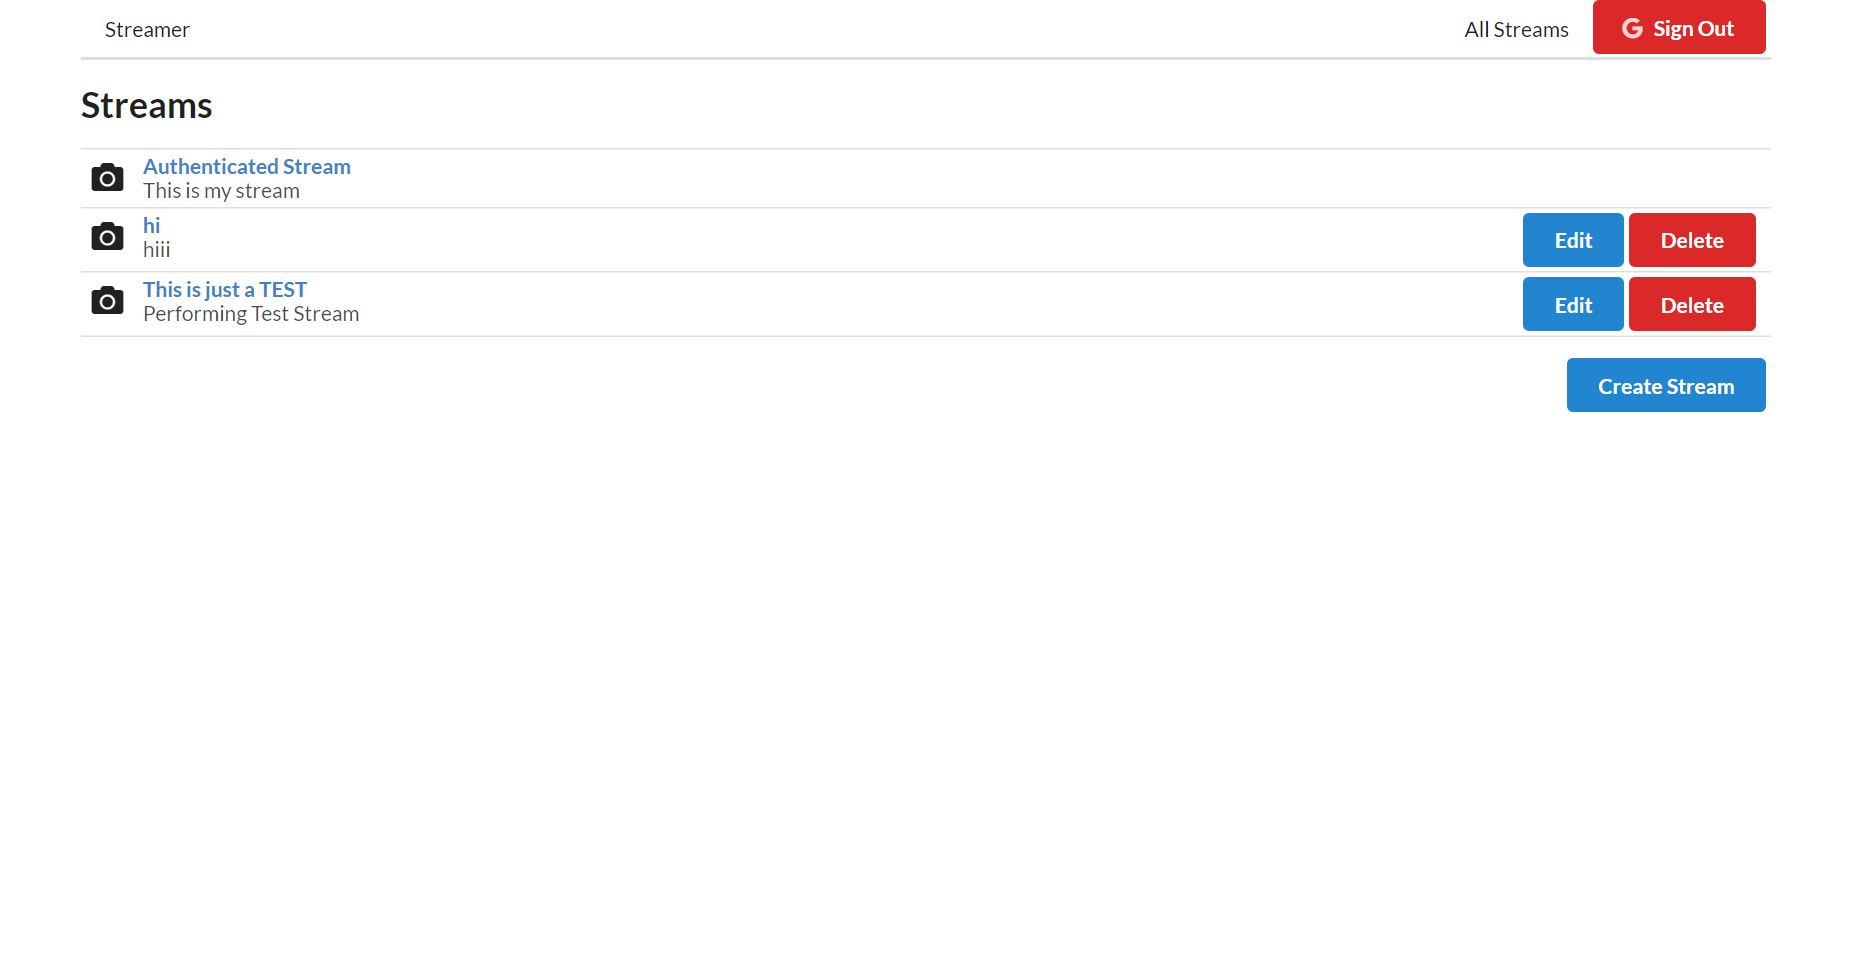 Streamer
All Streams
Sign Out
Streams
Authenticated Stream
This is my stream
hi
hiii
Edit
Delete
This is just a TEST
Performing Test Stream
Edit
Delete
Create Stream